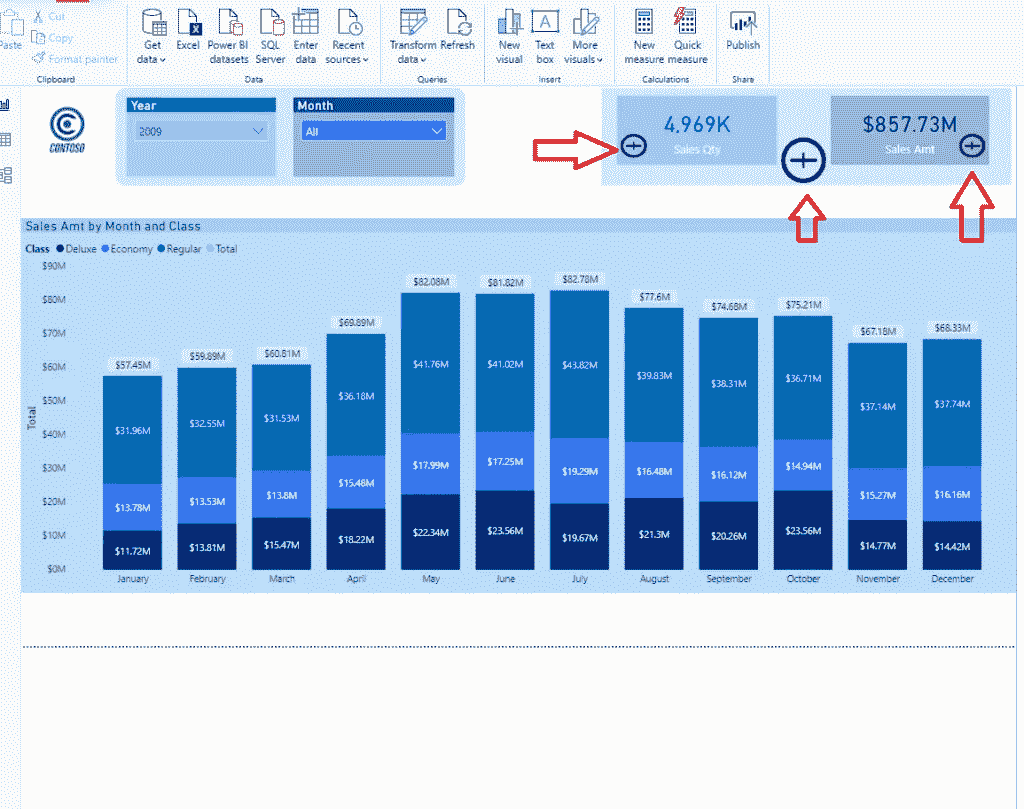 Paste
Cut
Copy
Format painter
Clipboard
Get data
Excel
Power BI datasets
SQL Server
Enter data
Recent sources
Data
Transform data
Refresh
Queries
New visual
Text box
More visuals
Insert
New measure
Quick measure
Calculations
Publish
Share
CONTOSO
Year
2009
Month
All
4,969K
Sales Qty
$857.73M
Sales Amt
Sales Amt by Month and Class
Class Deluxe Economy Regular Total
Total
$90M
$80M
$70M
$60M
$50M
$40M
$30M
$20M
$10M
$0M
$57.45M $59.89M $60.81M $69.89M $82.08M $81.82M $82.78M $77.6M $74.68M $75.21M $67.18M $68.33M
$31.96M $32.55M $31.53M $36.18M $41.76M $41.02M $43.82M $39.83M $38.31M $36.71M $37.14M $37.74M
$13.78M $13.53M $13.8M $15.48M $17.99M $17.25M $19.29M $16.48M $16.12M $14.94M $15.27M $16.16M
$11.72M $13.81M $15.47M $18.22M $22.34M $23.56M $19.67M $21.3M $20.26M $23.56M $14.77M $14.42M
January February March April May June July August September October November December